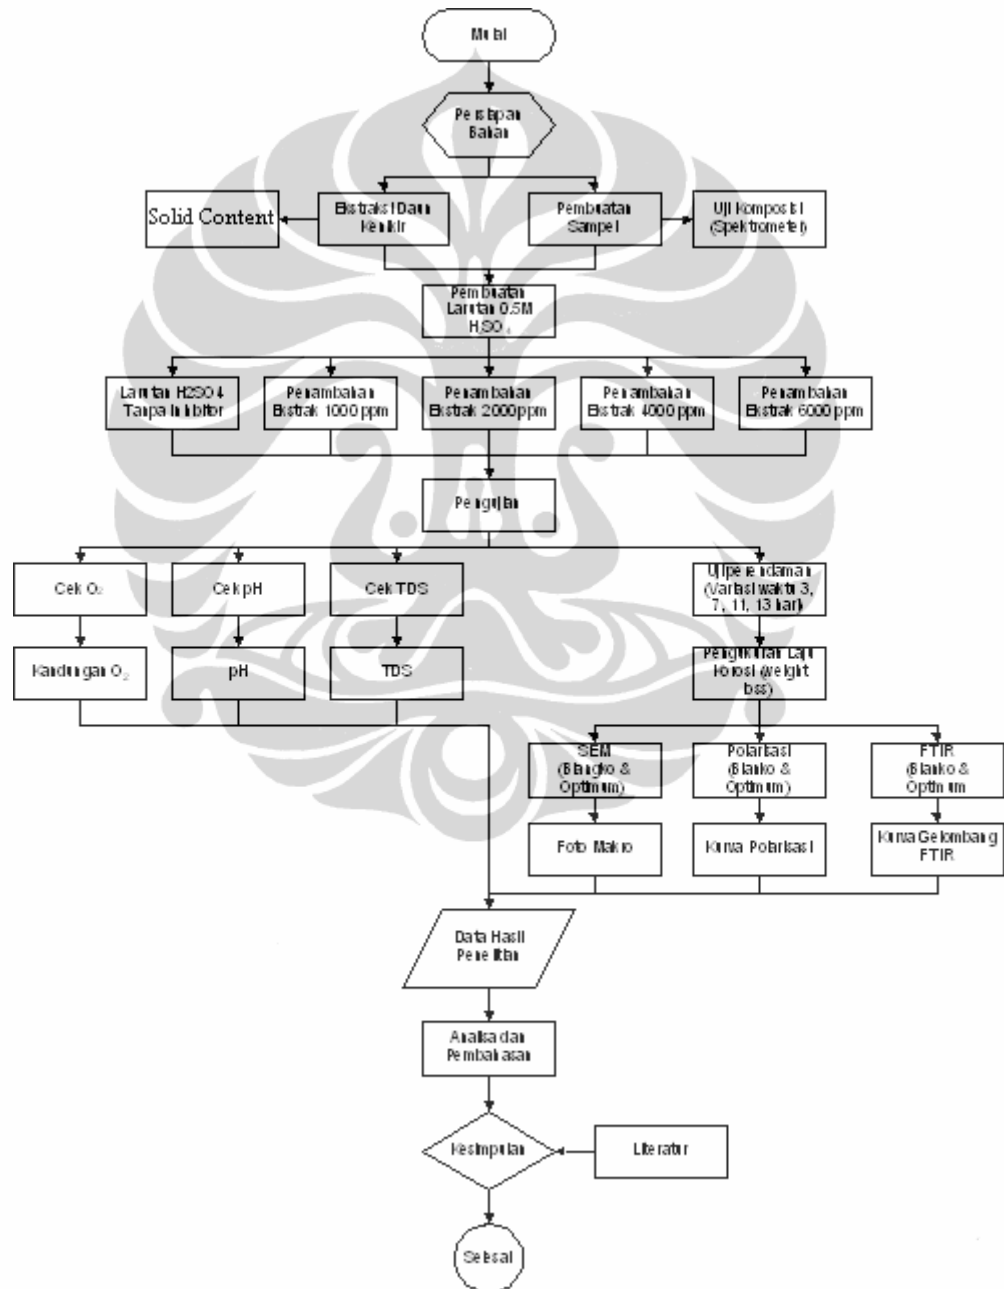 Mulai
Persiapan
Bahan
Solid Content
Ekstraksi Daun
Kenikir
Pembuatan
Sampel
Uji Komposisi
(Spektrometer)
Pembuatan
Larutan 0.5M
H₂SO₄
Larutan H2SO4
Tanpa Inhibitor
Penambahan
Ekstrak 1000 ppm
Penambahan
Ekstrak 2000ppm
Penambahan
Ekstrak 4000 ppm
Penambahan
Ekstrak 6000 ppm
Pengujian
Cek O₂
Cek pH
Cek TDS
Uji perendaman
(Variasi waktu 3,
7, 11, 13 hari)
Kandungan O₂
pH
TDS
Pengukuran Laju
korosi (weight
loss)
SEM
(Blangko &
Optimum)
Polarisasi
(Blanko &
Optimum)
FTIR
(Blanko &
Optimum
Foto Makro
Kurva Polarisasi
Kurva Gelombang
FTIR
Data Hasil
Penelitian
Analisa dan
Pembahasan
Kesimpulan
Literatur
Selesai